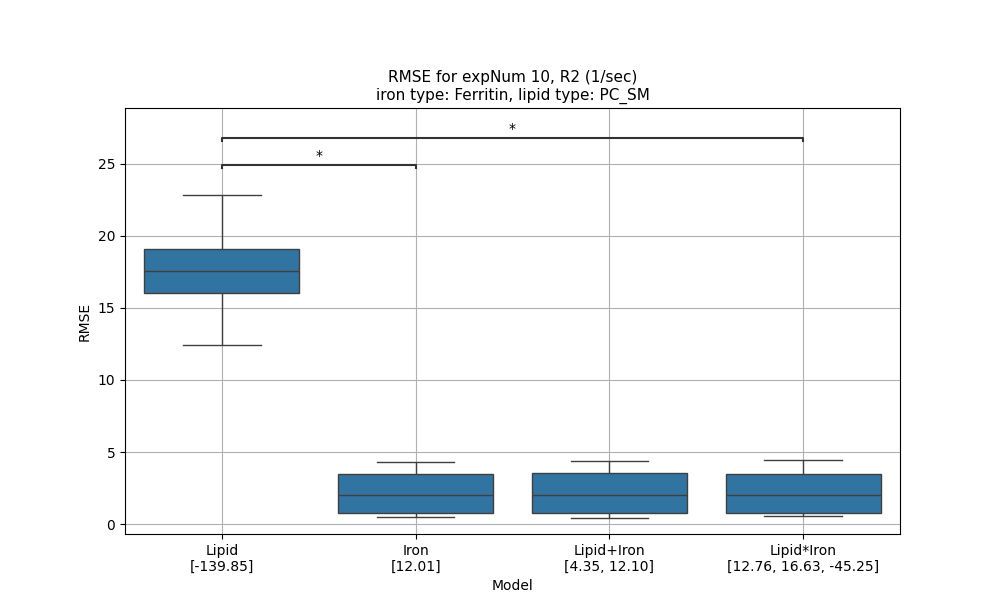 RMSE for expNum 10, R2 (1/sec)
iron type: Ferritin, lipid type: PC_SM
*
*
25
20
15
10
5
0
RMSE
Lipid
[-139.85]
Iron
[12.01]
Lipid+Iron
[4.35, 12.10]
Lipid*Iron
[12.76, 16.63, -45.25]
Model